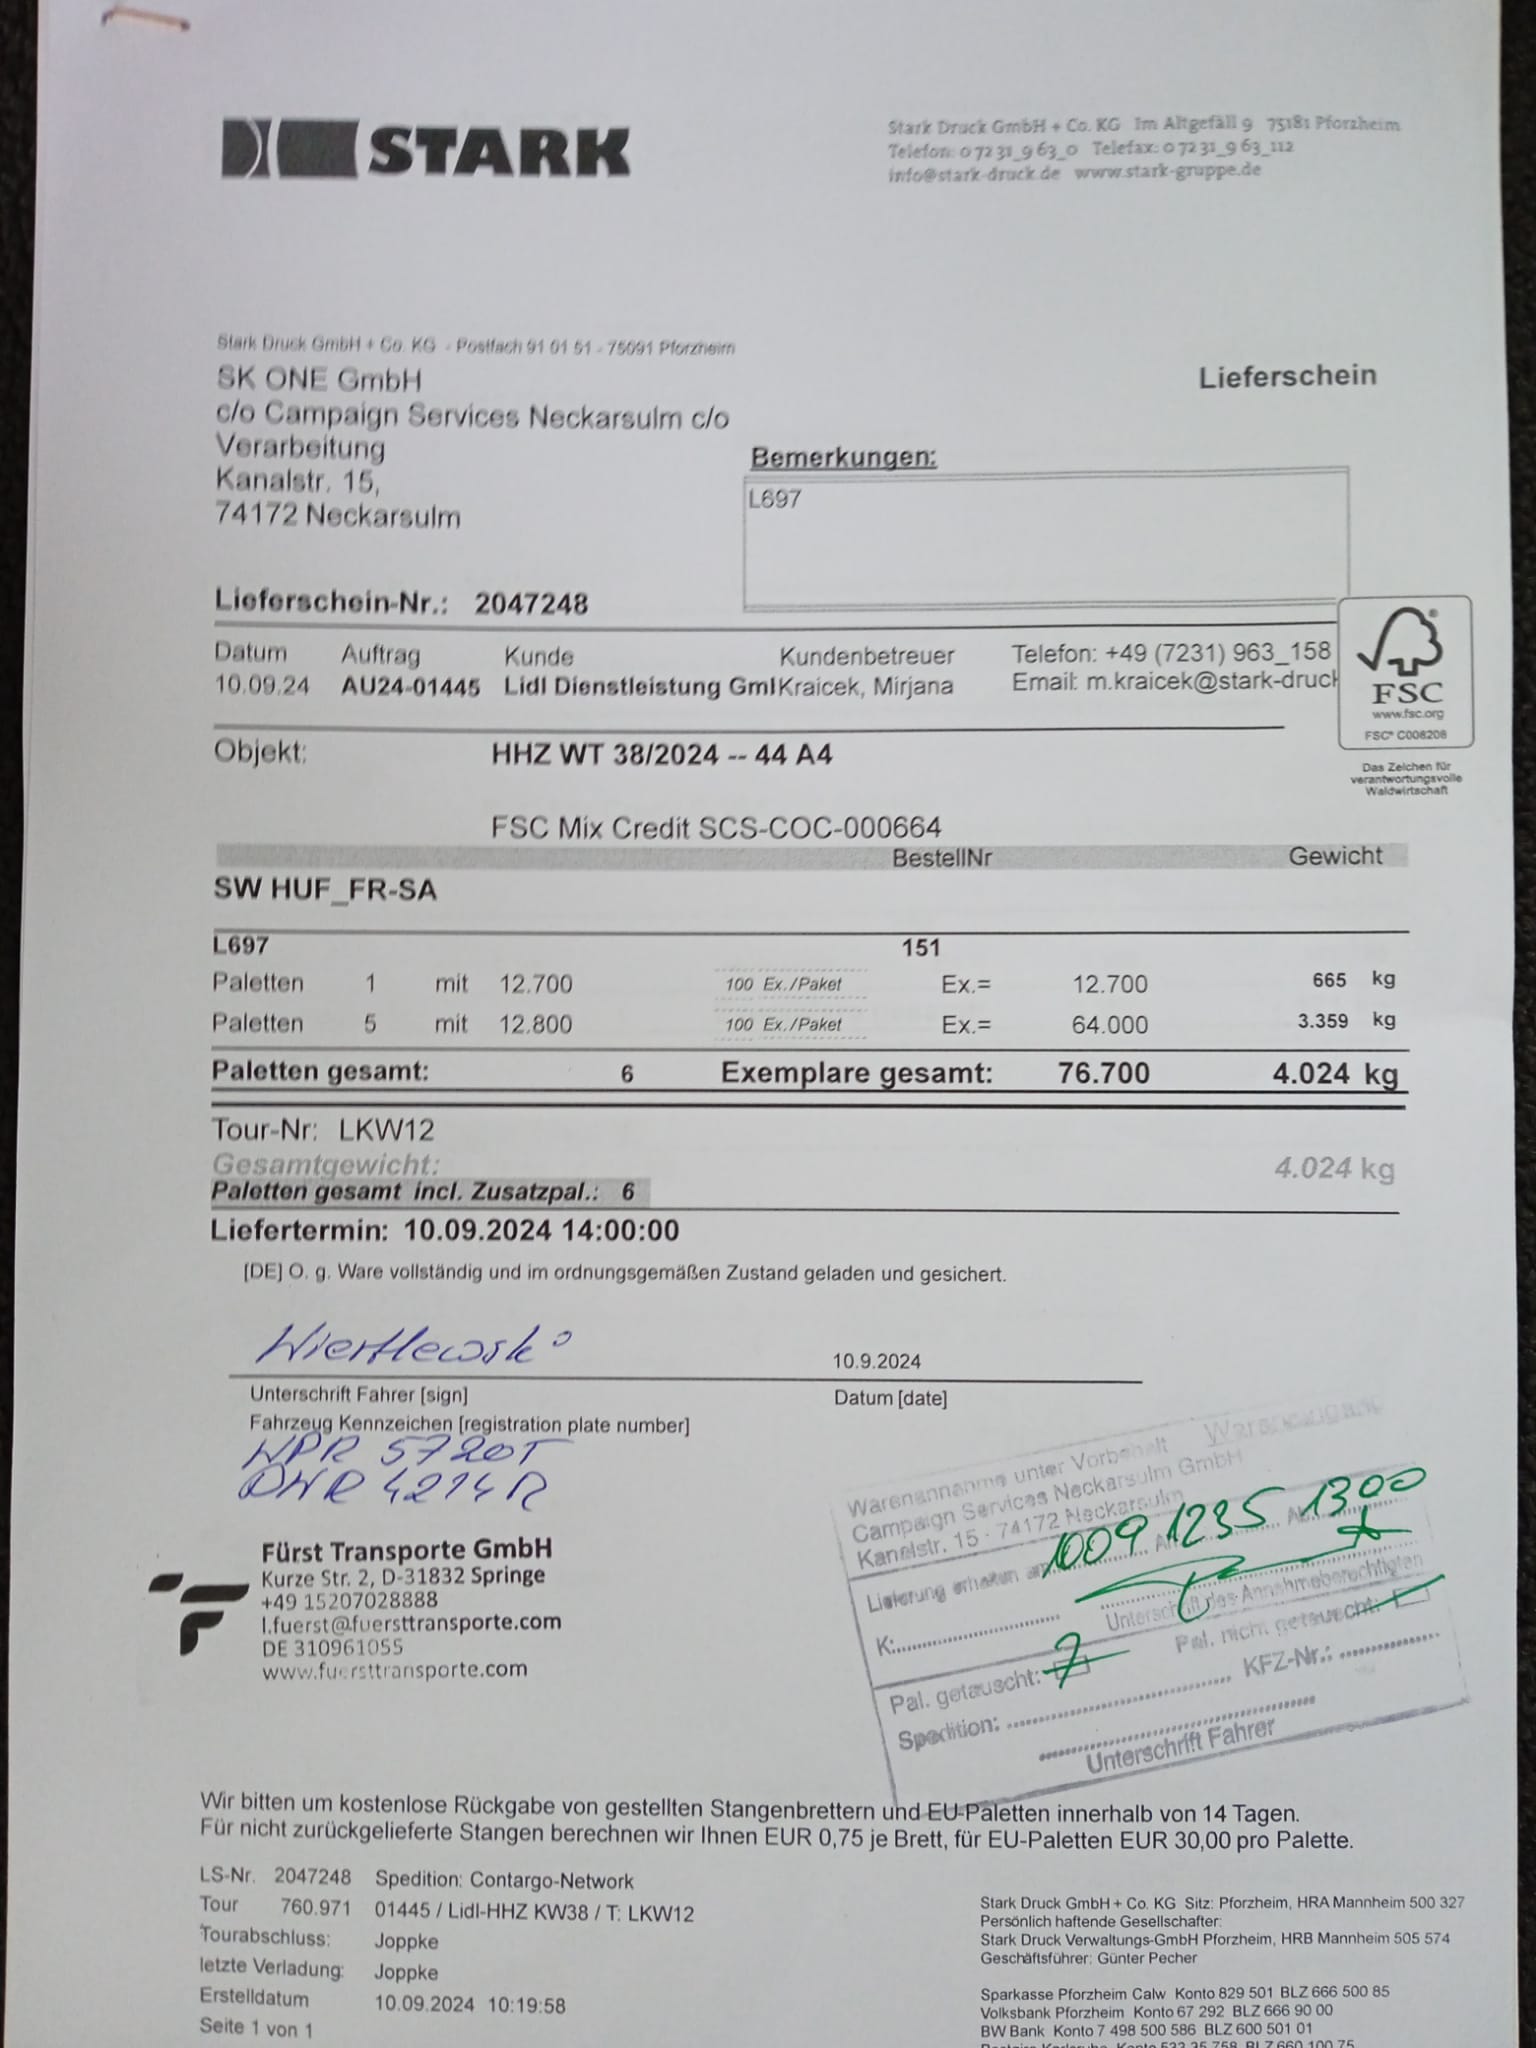 STARK
Stark Druck GmbH + Co. KG Im Altgefäll 9 75181 Pforzheim
Telefon: 0 72 31_9 63_0 Telefax: 0 72 31_9 63_112
info@stark-druck.de www.stark-gruppe.de
Stark Druck GmbH + Co. KG - Postfach 91 01 51 - 75091 Pforzheim
SK ONE GmbH
c/o Campaign Services Neckarsulm c/o
Verarbeitung
Kanalstr. 15,
74172 Neckarsulm
Lieferschein
Bemerkungen:
L697
Lieferschein-Nr.: 2047248
Datum Auftrag Kunde Kundenbetreuer Telefon: +49 (7231) 963_158
10.09.24 AU24-01445 Lidl Dienstleistung Gml Kraicek, Mirjana Email: m.kraicek@stark-druck
FSC
www.fsc.org
FSC® C008208
Das Zeichen für
verantwortungsvolle
Waldwirtschaft
Objekt: HHZ WT 38/2024 -- 44 A4
FSC Mix Credit SCS-COC-000664
BestellNr Gewicht
SW HUF_FR-SA
L697 151
Paletten 1 mit 12.700 100 Ex./Paket Ex.= 12.700 665 kg
Paletten 5 mit 12.800 100 Ex./Paket Ex.= 64.000 3.359 kg
Paletten gesamt: 6 Exemplare gesamt: 76.700 4.024 kg
Tour-Nr: LKW12
Gesamtgewicht: 4.024 kg
Paletten gesamt incl. Zusatzpal.: 6
Liefertermin: 10.09.2024 14:00:00
[DE] O. g. Ware vollständig und im ordnungsgemäßen Zustand geladen und gesichert.
10.9.2024
Unterschrift Fahrer [sign] Datum [date]
Fahrzeug Kennzeichen [registration plate number]
WPR 5720T
DWR 4214R
Fürst Transporte GmbH
Kurze Str. 2, D-31832 Springe
+49 15207028888
l.fuerst@fuersttransporte.com
DE 310961055
www.fuersttransporte.com
Warenannahme unter Vorbehalt Wareneingang
Campaign Services Neckarsulm GmbH
Kanalstr. 15 - 74172 Neckarsulm
Lieferung erhalten am 1009 An 1235 Ab 1300
K: Unterschrift des Annahmeberechtigten
Pal. getauscht: 7 Pal. nicht getauscht:
Spedition: KFZ-Nr.:
Unterschrift Fahrer
Wir bitten um kostenlose Rückgabe von gestellten Stangenbrettern und EU-Paletten innerhalb von 14 Tagen.
Für nicht zurückgelieferte Stangen berechnen wir Ihnen EUR 0,75 je Brett, für EU-Paletten EUR 30,00 pro Palette.
LS-Nr. 2047248 Spedition: Contargo-Network
Tour 760.971 01445 / Lidl-HHZ KW38 / T: LKW12
Tourabschluss: Joppke
letzte Verladung: Joppke
Erstelldatum 10.09.2024 10:19:58
Seite 1 von 1
Stark Druck GmbH + Co. KG Sitz: Pforzheim, HRA Mannheim 500 327
Persönlich haftende Gesellschafter:
Stark Druck Verwaltungs-GmbH Pforzheim, HRB Mannheim 505 574
Geschäftsführer: Günter Pecher
Sparkasse Pforzheim Calw Konto 829 501 BLZ 666 500 85
Volksbank Pforzheim Konto 67 292 BLZ 666 90 00
BW Bank Konto 7 498 500 586 BLZ 600 501 01